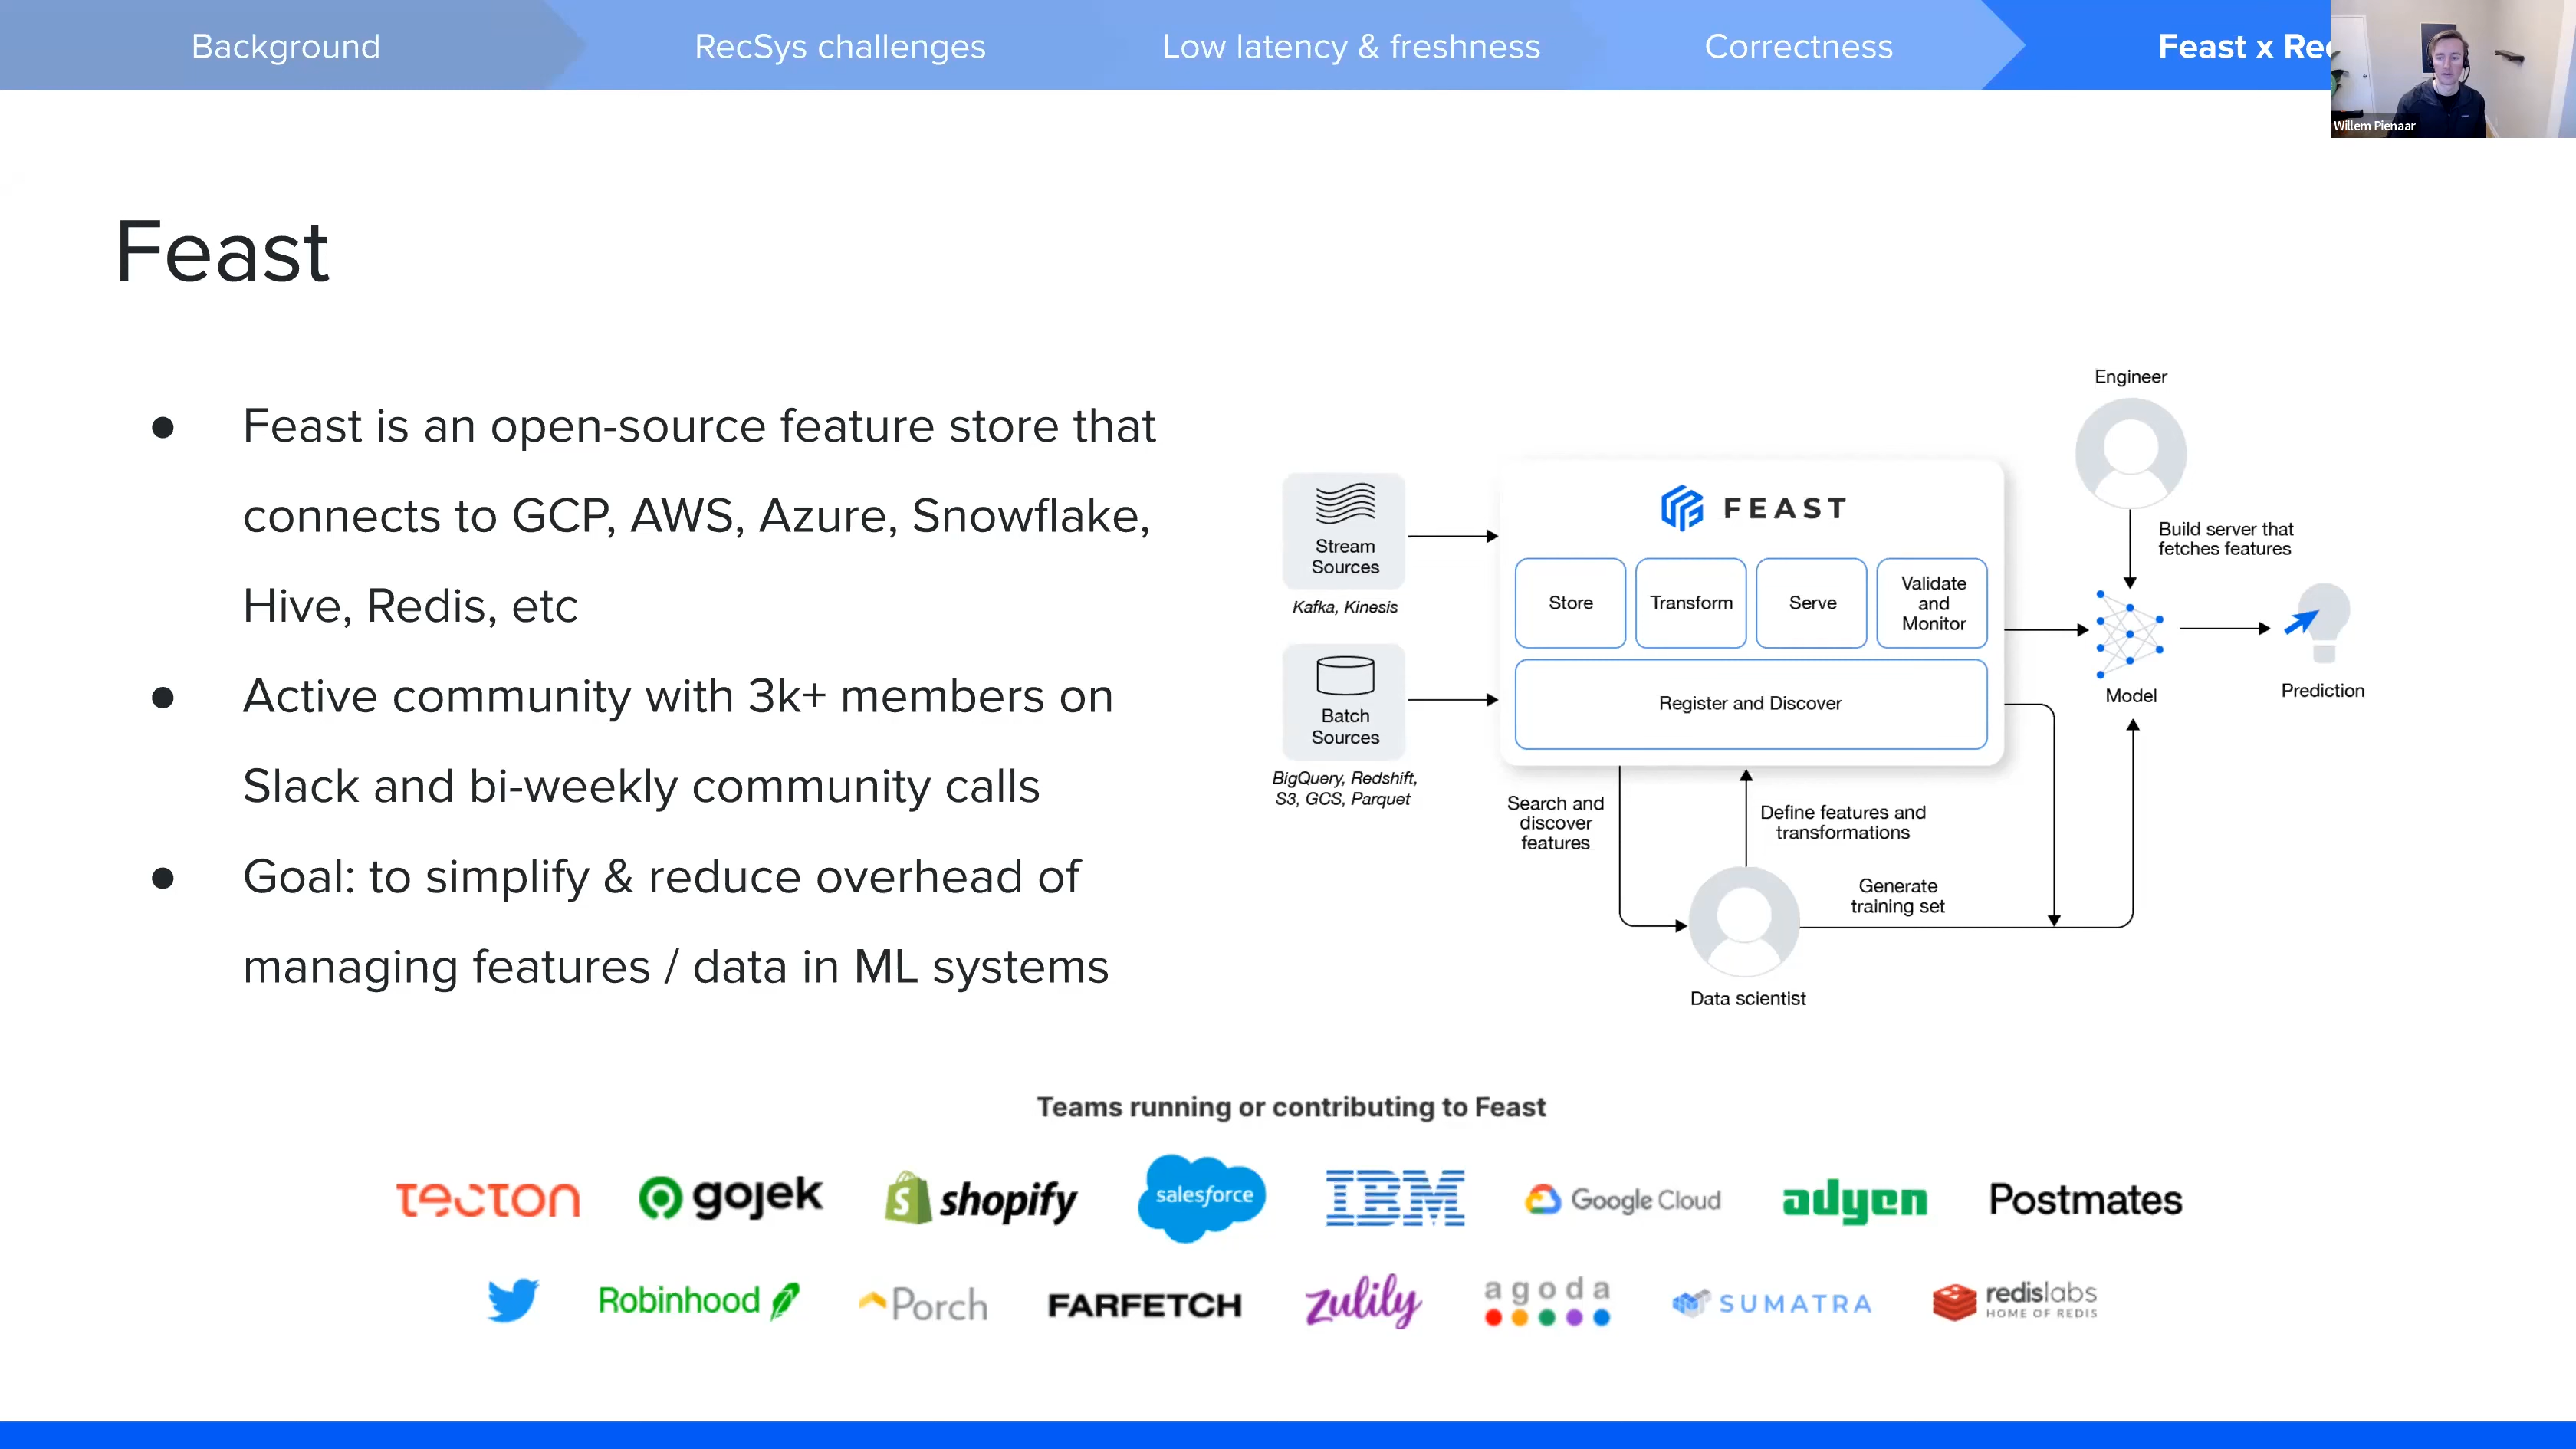 Background
RecSys challenges
Low latency & freshness
Correctness
Feast x
Willem Pienaar
Feast
● Feast is an open-source feature store that
connects to GCP, AWS, Azure, Snowflake,
Hive, Redis, etc
● Active community with 3k+ members on
Slack and bi-weekly community calls
● Goal: to simplify & reduce overhead of
managing features / data in ML systems
Stream
Sources
Kafka, Kinesis
Batch
Sources
BigQuery, Redshift,
S3, GCS, Parquet
FEAST
Store
Transform
Serve
Validate
and
Monitor
Register and Discover
Search and
discover
features
Define features and
transformations
Generate
training set
Data scientist
Engineer
Build server that
fetches features
Model
Prediction
Teams running or contributing to Feast
tecton
gojek
shopify
salesforce
IBM
Google Cloud
adyen
Postmates
Robinhood
Porch
FARFETCH
zulily
agoda
SUMATRA
redislabs
HOME OF REDIS